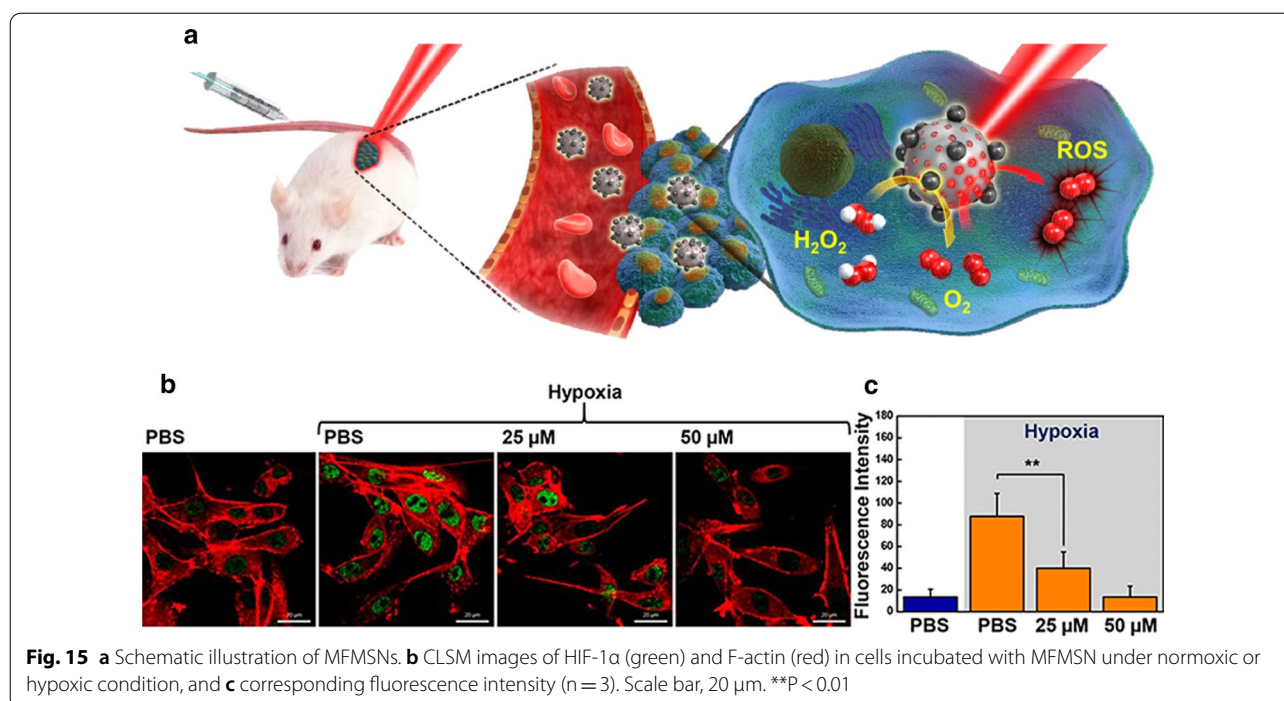 a
H₂O₂
O₂
ROS
b
Hypoxia
PBS
PBS
25 µM
50 µM
20 µm
20 µm
20 µm
20 µm
c
Fluorescence Intensity
180
160
140
120
100
80
60
40
20
0
Hypoxia
**
PBS
PBS
25 µM
50 µM
Fig. 15 a Schematic illustration of MFMSNs. b CLSM images of HIF-1α (green) and F-actin (red) in cells incubated with MFMSN under normoxic or
hypoxic condition, and c corresponding fluorescence intensity (n = 3). Scale bar, 20 μm. **P < 0.01